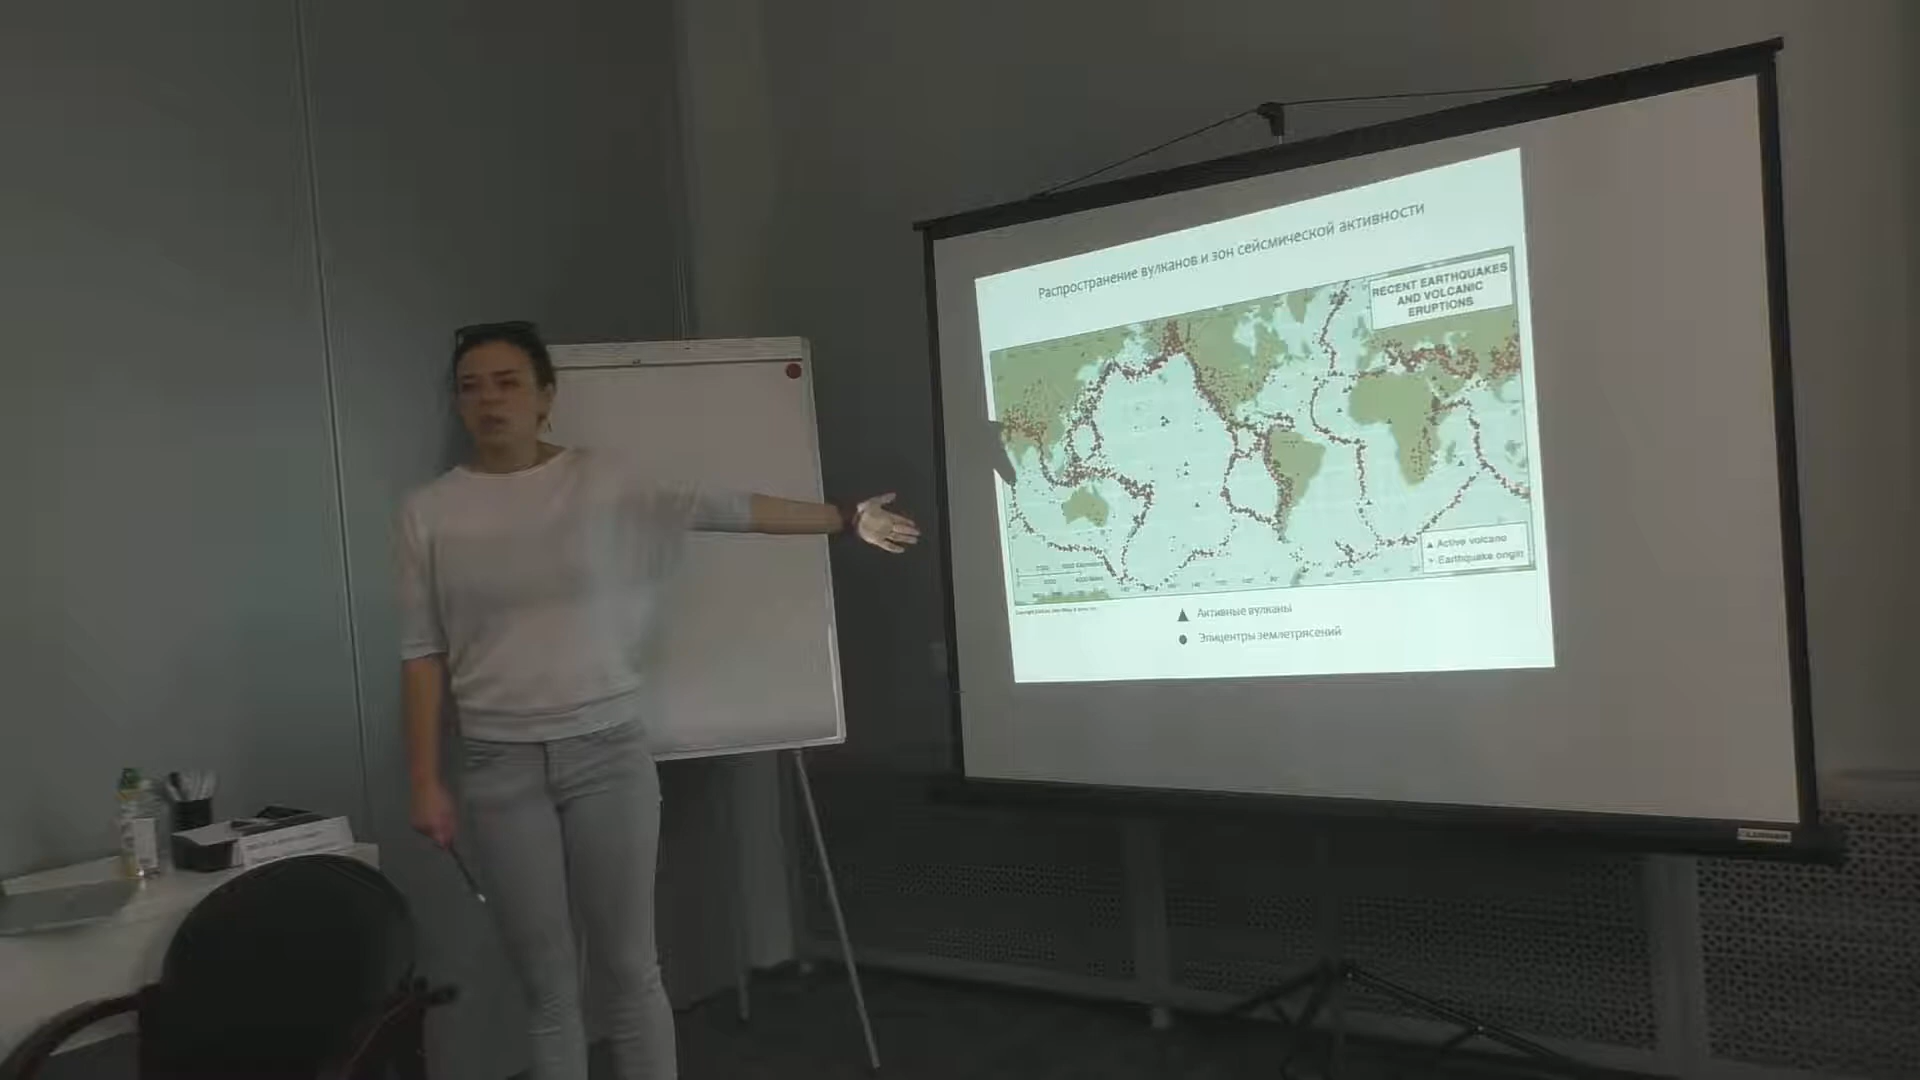 Распространение вулканов и зон сейсмической активности
RECENT EARTHQUAKES
AND VOLCANIC
ERUPTIONS
Active volcano
Earthquake origin
Активные вулканы
Эпицентры землетрясений